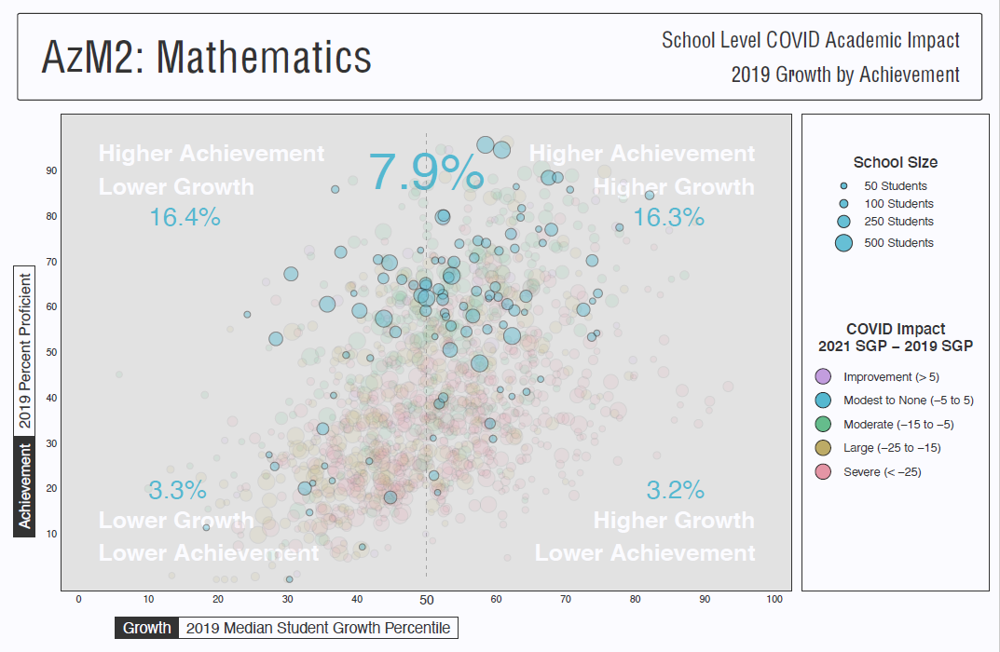 AzM2: Mathematics
School Level COVID Academic Impact
2019 Growth by Achievement
Higher Achievement
Lower Growth
16.4%
7.9%
Higher Achievement
Higher Growth
16.3%
3.3%
Lower Growth
Lower Achievement
3.2%
Higher Growth
Lower Achievement
90
80
70
60
50
40
30
20
10
0
10
20
30
40
50
60
70
80
90
100
Achievement 2019 Percent Proficient
Growth 2019 Median Student Growth Percentile
School Size
50 Students
100 Students
250 Students
500 Students
COVID Impact
2021 SGP − 2019 SGP
Improvement (> 5)
Modest to None (−5 to 5)
Moderate (−15 to −5)
Large (−25 to −15)
Severe (< −25)